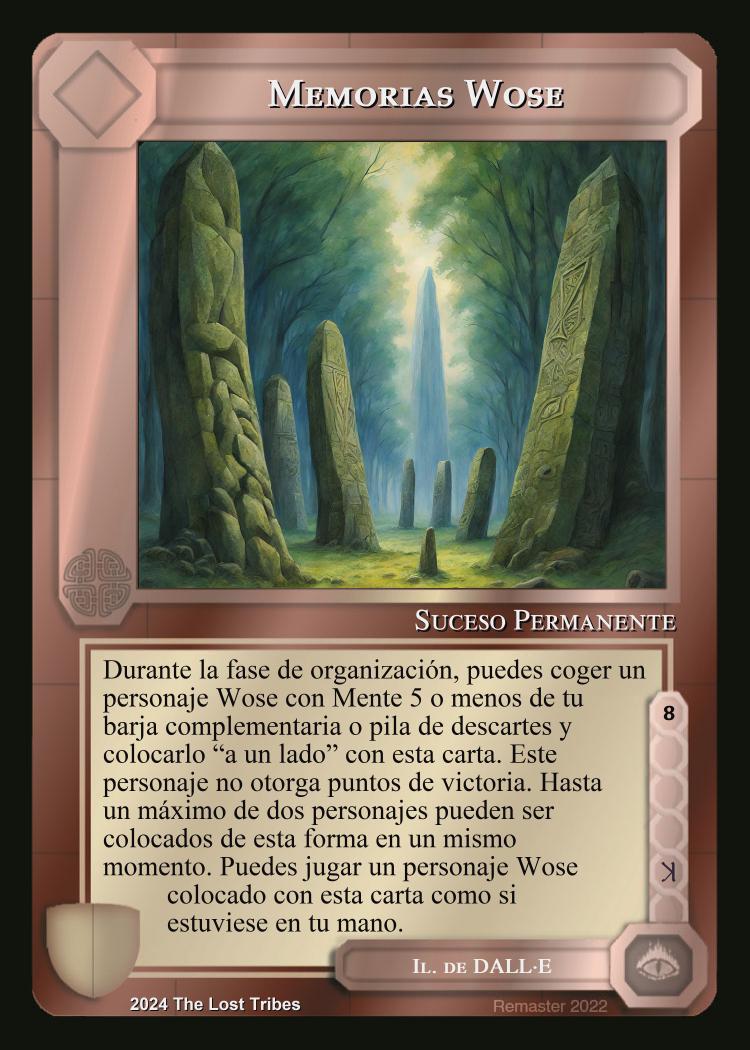 Memorias Wose
Suceso Permanente
Durante la fase de organización, puedes coger un
personaje Wose con Mente 5 o menos de tu
barja complementaria o pila de descartes y
colocarlo “a un lado” con esta carta. Este
personaje no otorga puntos de victoria. Hasta
un máximo de dos personajes pueden ser
colocados de esta forma en un mismo
momento. Puedes jugar un personaje Wose
colocado con esta carta como si
estuviese en tu mano.
8
Il. de DALL·E
2024 The Lost Tribes
Remaster 2022